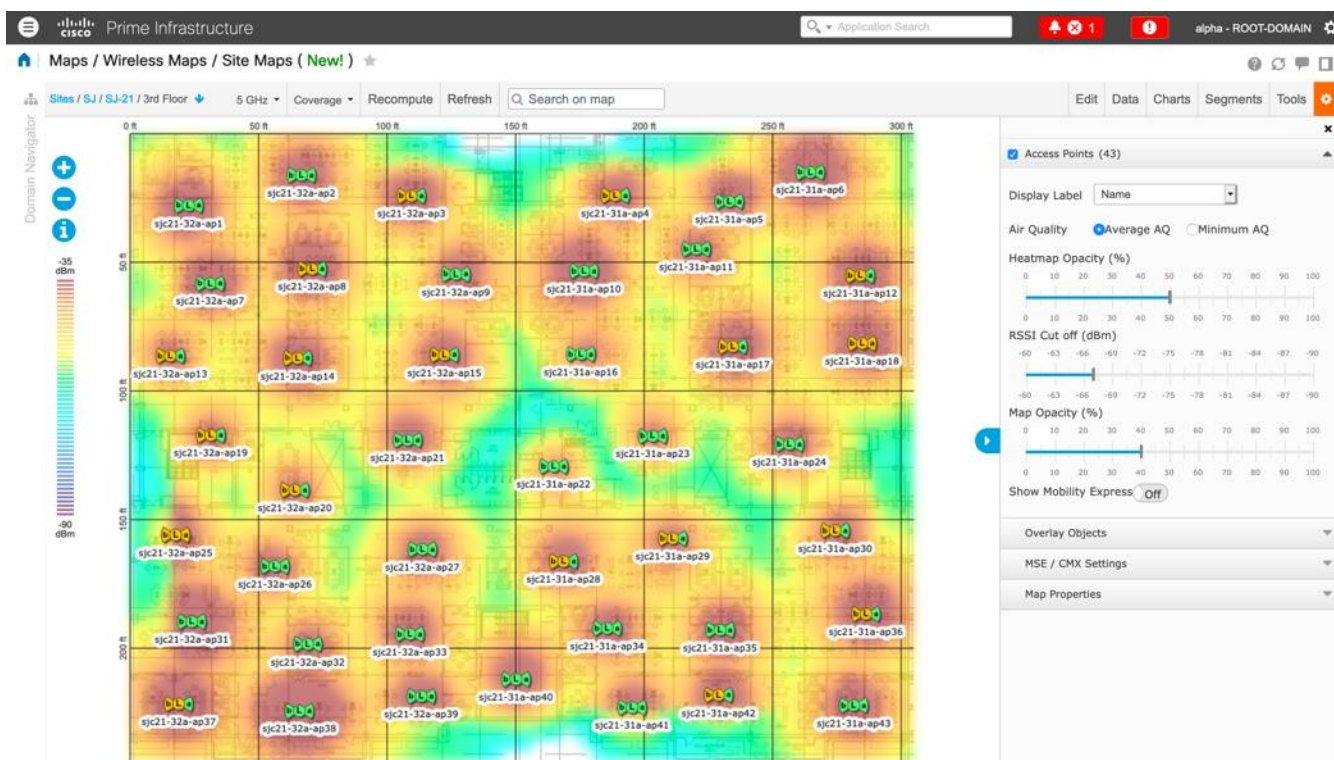 cisco Prime Infrastructure
Application Search
1
alpha - ROOT-DOMAIN
Maps / Wireless Maps / Site Maps ( New! )
Domain Navigator
Sites / SJ / SJ-21 / 3rd Floor
5 GHz
Coverage
Recompute
Refresh
Search on map
Edit
Data
Charts
Segments
Tools
0 ft 50 ft 100 ft 150 ft 200 ft 250 ft 300 ft
50 ft
100 ft
150 ft
200 ft
-35
dBm
-90
dBm
sjc21-32a-ap1
sjc21-32a-ap2
sjc21-32a-ap3
sjc21-31a-ap4
sjc21-31a-ap5
sjc21-31a-ap6
sjc21-32a-ap7
sjc21-32a-ap8
sjc21-32a-ap9
sjc21-31a-ap10
sjc21-31a-ap11
sjc21-31a-ap12
sjc21-32a-ap13
sjc21-32a-ap14
sjc21-32a-ap15
sjc21-31a-ap16
sjc21-31a-ap17
sjc21-31a-ap18
sjc21-32a-ap19
sjc21-32a-ap20
sjc21-32a-ap21
sjc21-31a-ap22
sjc21-31a-ap23
sjc21-31a-ap24
sjc21-32a-ap25
sjc21-32a-ap26
sjc21-32a-ap27
sjc21-31a-ap28
sjc21-31a-ap29
sjc21-31a-ap30
sjc21-32a-ap31
sjc21-32a-ap32
sjc21-32a-ap33
sjc21-31a-ap34
sjc21-31a-ap35
sjc21-31a-ap36
sjc21-32a-ap37
sjc21-32a-ap38
sjc21-32a-ap39
sjc21-31a-ap40
sjc21-31a-ap41
sjc21-31a-ap42
sjc21-31a-ap43
Access Points (43)
Display Label Name
Air Quality Average AQ Minimum AQ
Heatmap Opacity (%)
0 10 20 30 40 50 60 70 80 90 100
0 10 20 30 40 50 60 70 80 90 100
RSSI Cut off (dBm)
-60 -63 -66 -69 -72 -75 -78 -81 -84 -87 -90
-60 -63 -66 -69 -72 -75 -78 -81 -84 -87 -90
Map Opacity (%)
0 10 20 30 40 50 60 70 80 90 100
0 10 20 30 40 50 60 70 80 90 100
Show Mobility Express Off
Overlay Objects
MSE / CMX Settings
Map Properties